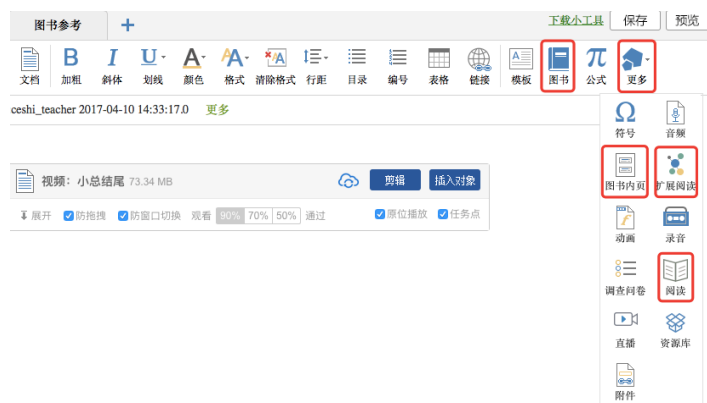 图书参考 + 下载小工具 保存 预览
文档 加粗 斜体 划线 颜色 格式 清除格式 行距 目录 编号 表格 链接 模板 图书 公式 更多
ceshi_teacher 2017-04-10 14:33:17.0 更多
符号 音频
视频：小总结尾 73.34 MB 剪辑 插入对象
图书内页 扩展阅读
展开 防拖拽 防窗口切换 观看 90% 70% 50% 通过 原位播放 任务点
动画 录音
调查问卷 阅读
直播 资源库
附件